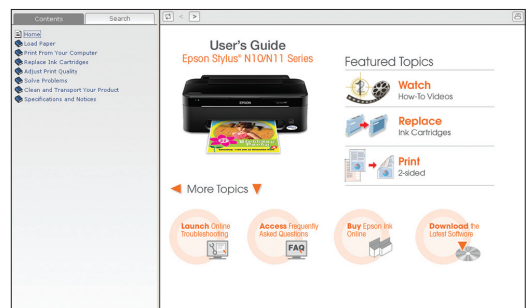 Contents
Search
Home
Load Paper
Print From Your Computer
Replace Ink Cartridges
Adjust Print Quality
Solve Problems
Clean and Transport Your Product
Specifications and Notices
User's Guide
Epson Stylus® N10/N11 Series
EPSON
Featured Topics
Watch
How-To Videos
Replace
Ink Cartridges
Print
2-sided
More Topics
Launch Online
Troubleshooting
Access Frequently
Asked Questions
FAQ
Buy Epson Ink
Online
Download the
Latest Software